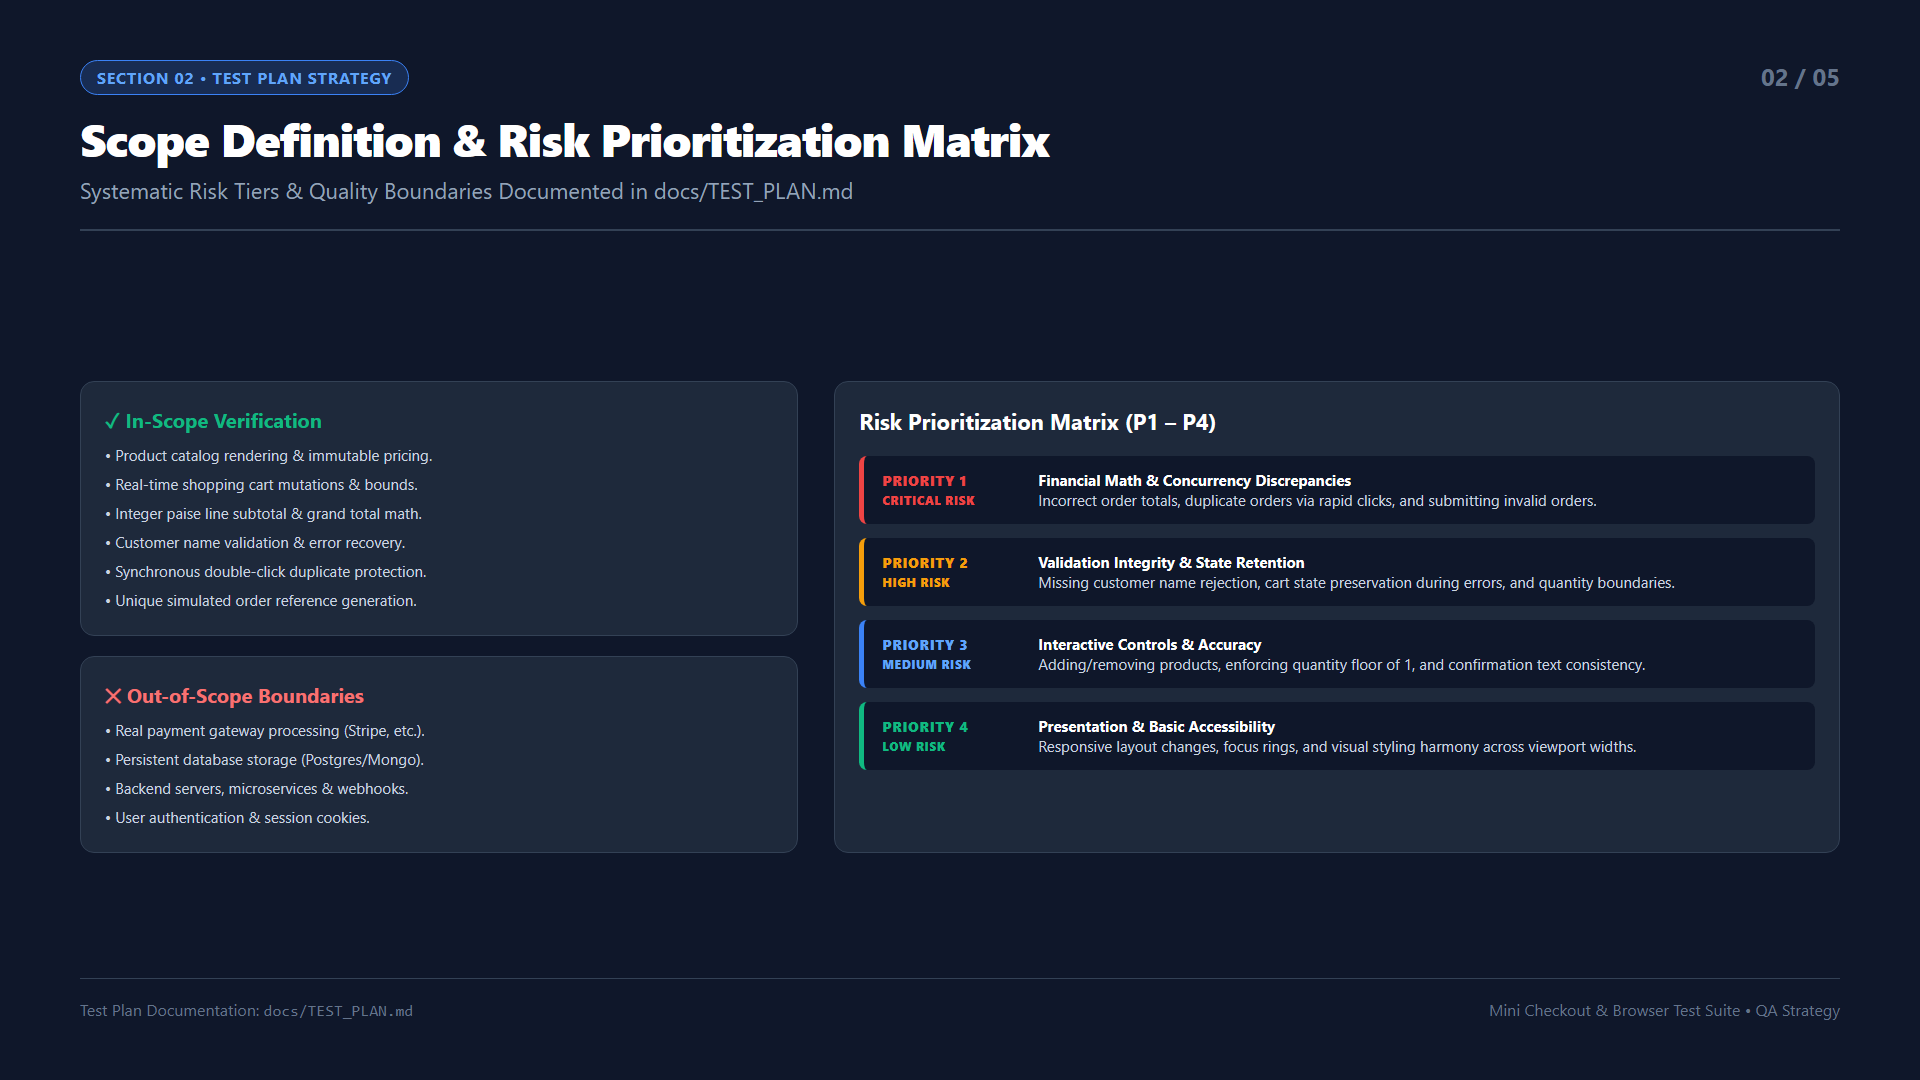 SECTION 02 • TEST PLAN STRATEGY
02 / 05
Scope Definition & Risk Prioritization Matrix
Systematic Risk Tiers & Quality Boundaries Documented in docs/TEST_PLAN.md
✓ In-Scope Verification
• Product catalog rendering & immutable pricing.
• Real-time shopping cart mutations & bounds.
• Integer paise line subtotal & grand total math.
• Customer name validation & error recovery.
• Synchronous double-click duplicate protection.
• Unique simulated order reference generation.
✕ Out-of-Scope Boundaries
• Real payment gateway processing (Stripe, etc.).
• Persistent database storage (Postgres/Mongo).
• Backend servers, microservices & webhooks.
• User authentication & session cookies.
Risk Prioritization Matrix (P1 – P4)
PRIORITY 1
CRITICAL RISK
Financial Math & Concurrency Discrepancies
Incorrect order totals, duplicate orders via rapid clicks, and submitting invalid orders.
PRIORITY 2
HIGH RISK
Validation Integrity & State Retention
Missing customer name rejection, cart state preservation during errors, and quantity boundaries.
PRIORITY 3
MEDIUM RISK
Interactive Controls & Accuracy
Adding/removing products, enforcing quantity floor of 1, and confirmation text consistency.
PRIORITY 4
LOW RISK
Presentation & Basic Accessibility
Responsive layout changes, focus rings, and visual styling harmony across viewport widths.
Test Plan Documentation: docs/TEST_PLAN.md
Mini Checkout & Browser Test Suite • QA Strategy